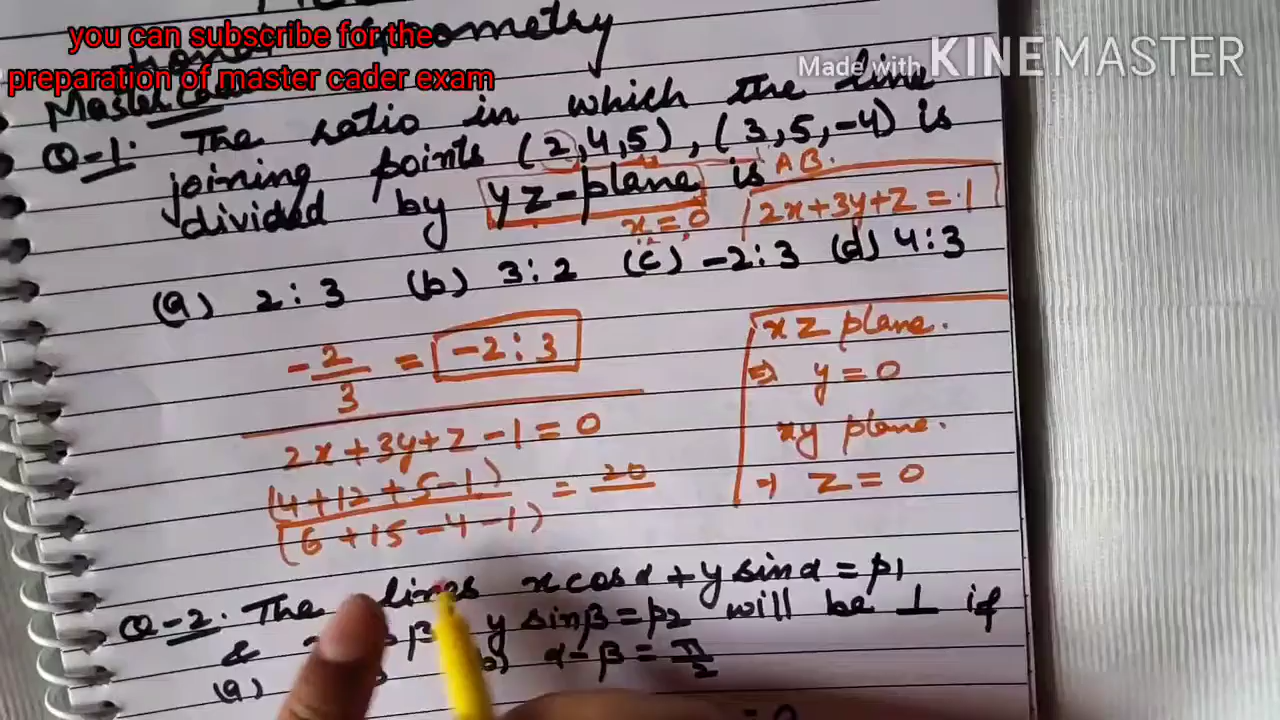 you can subscribe for the
preparation of master cader exam
Made with KINEMASTER
Q-1. The ratio in which the line
joining points (2,4,5), (3,5,-4) is
divided by yz-plane is
AB.
x=0
2x+3y+z=1
(a) 2:3 (b) 3:2 (c) -2:3 (d) 4:3
-2/3 = -2:3
2x+3y+z-1=0
(4+12+5-1)/(6+15-4-1) = 20
xz plane.
⇒ y=0
xy plane.
⇒ z=0
Q-2. The lines x cosα + y sinα = p1
& β y sinβ = p2 will be ⊥ if
(a) α-β = π/2